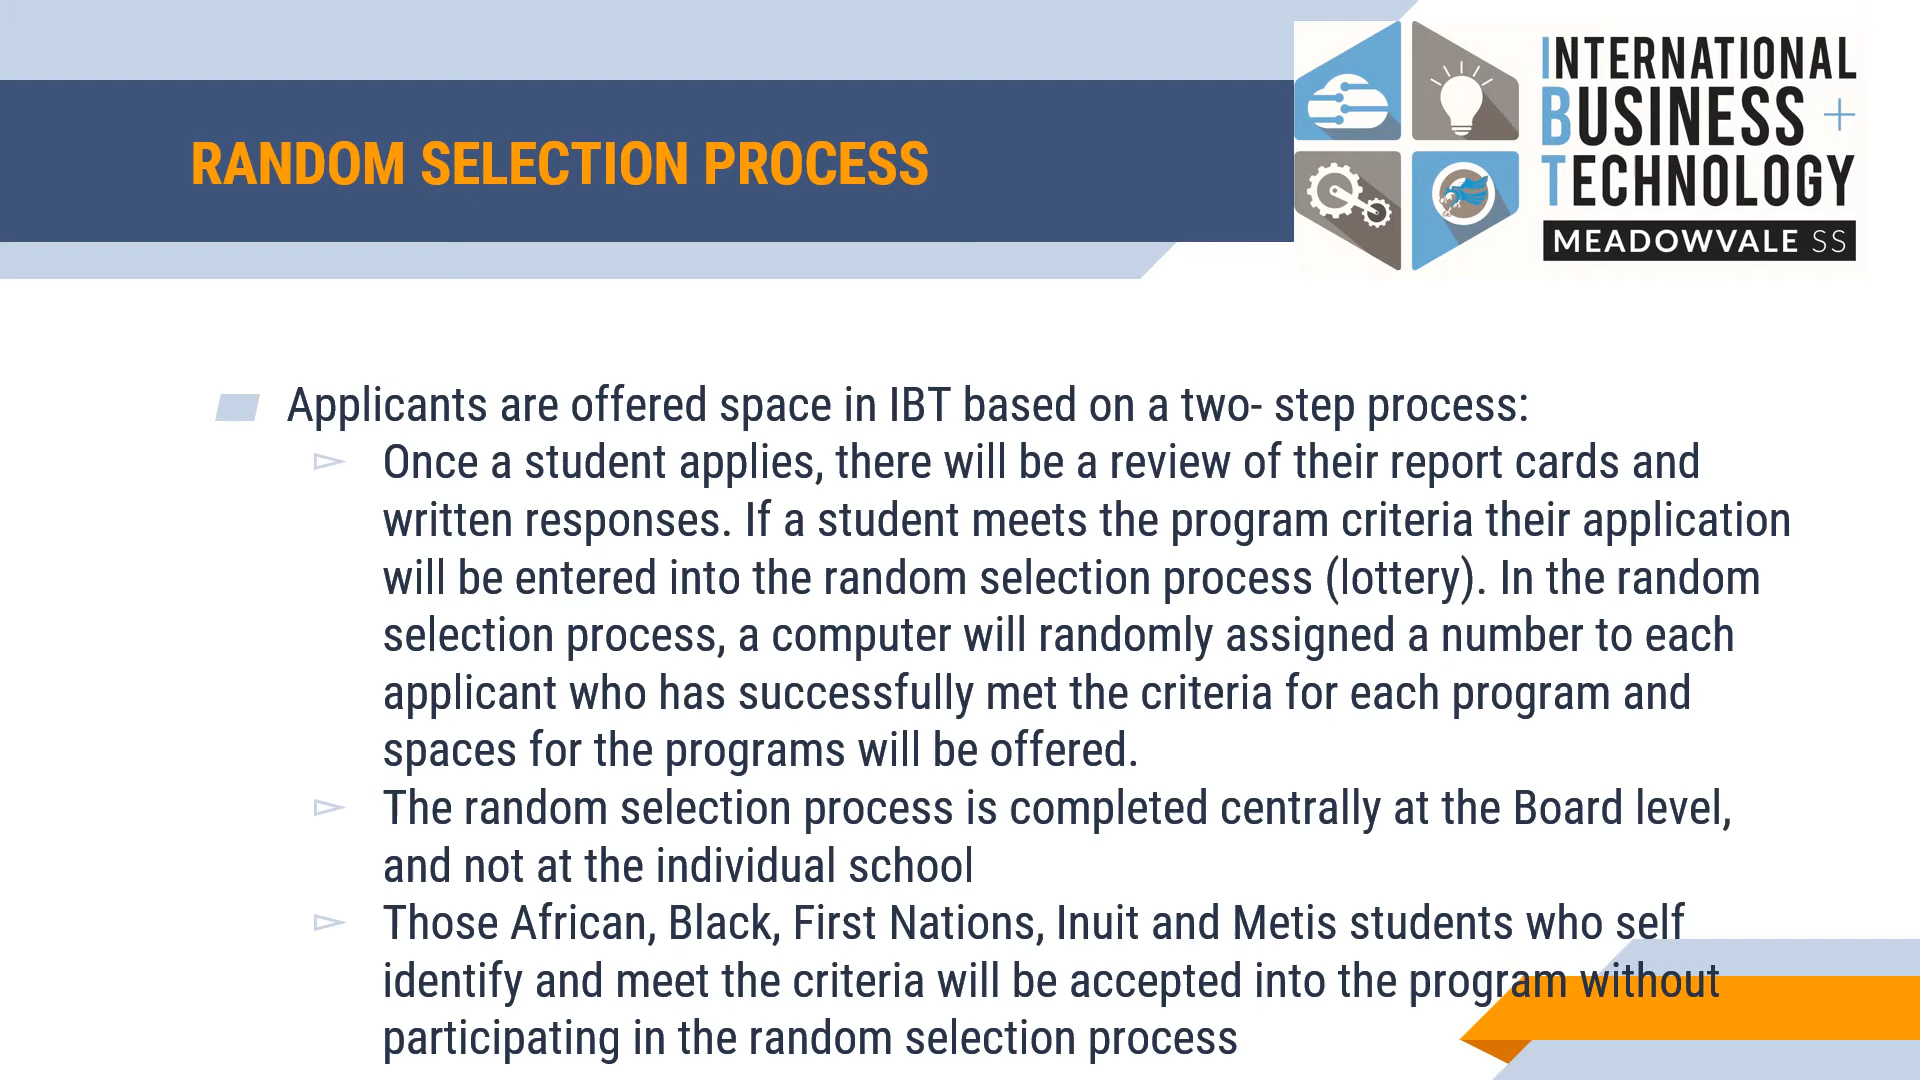 INTERNATIONAL
BUSINESS +
TECHNOLOGY
MEADOWVALE SS
RANDOM SELECTION PROCESS
Applicants are offered space in IBT based on a two- step process:
Once a student applies, there will be a review of their report cards and
written responses. If a student meets the program criteria their application
will be entered into the random selection process (lottery). In the random
selection process, a computer will randomly assigned a number to each
applicant who has successfully met the criteria for each program and
spaces for the programs will be offered.
The random selection process is completed centrally at the Board level,
and not at the individual school
Those African, Black, First Nations, Inuit and Metis students who self
identify and meet the criteria will be accepted into the program without
participating in the random selection process